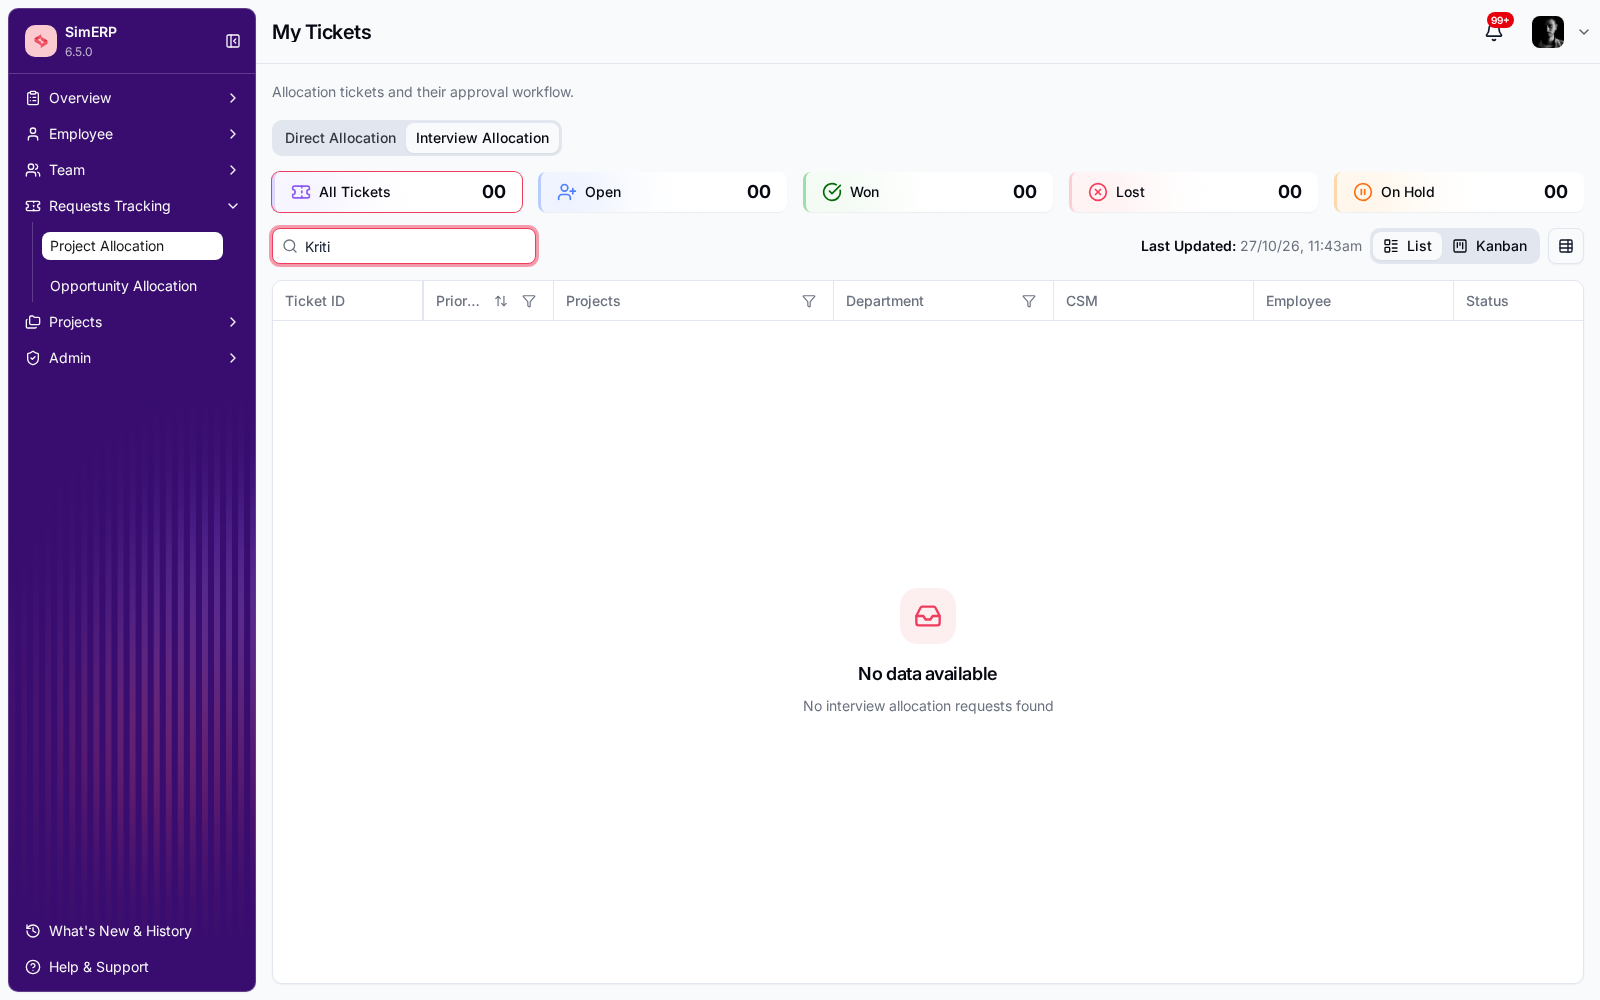 SimERP
6.5.0
Overview
Employee
Team
Requests Tracking
Project Allocation
Opportunity Allocation
Projects
Admin
What's New & History
Help & Support
My Tickets
99+
Allocation tickets and their approval workflow.
Direct Allocation
Interview Allocation
All Tickets 00
Open 00
Won 00
Lost 00
On Hold 00
Kriti
Last Updated: 27/10/26, 11:43am
List
Kanban
Ticket ID
Prior...
Projects
Department
CSM
Employee
Status
No data available
No interview allocation requests found